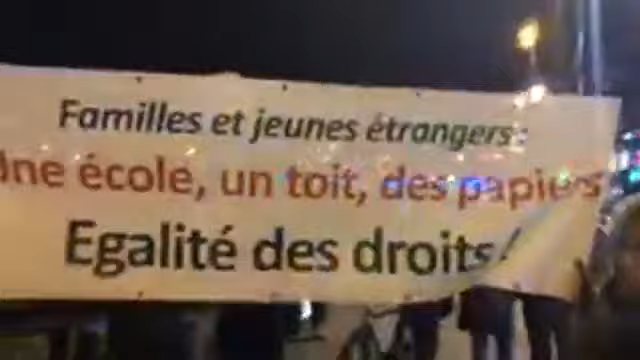 Familles et jeunes étrangers :
Une école, un toit, des papiers
Egalité des droits !